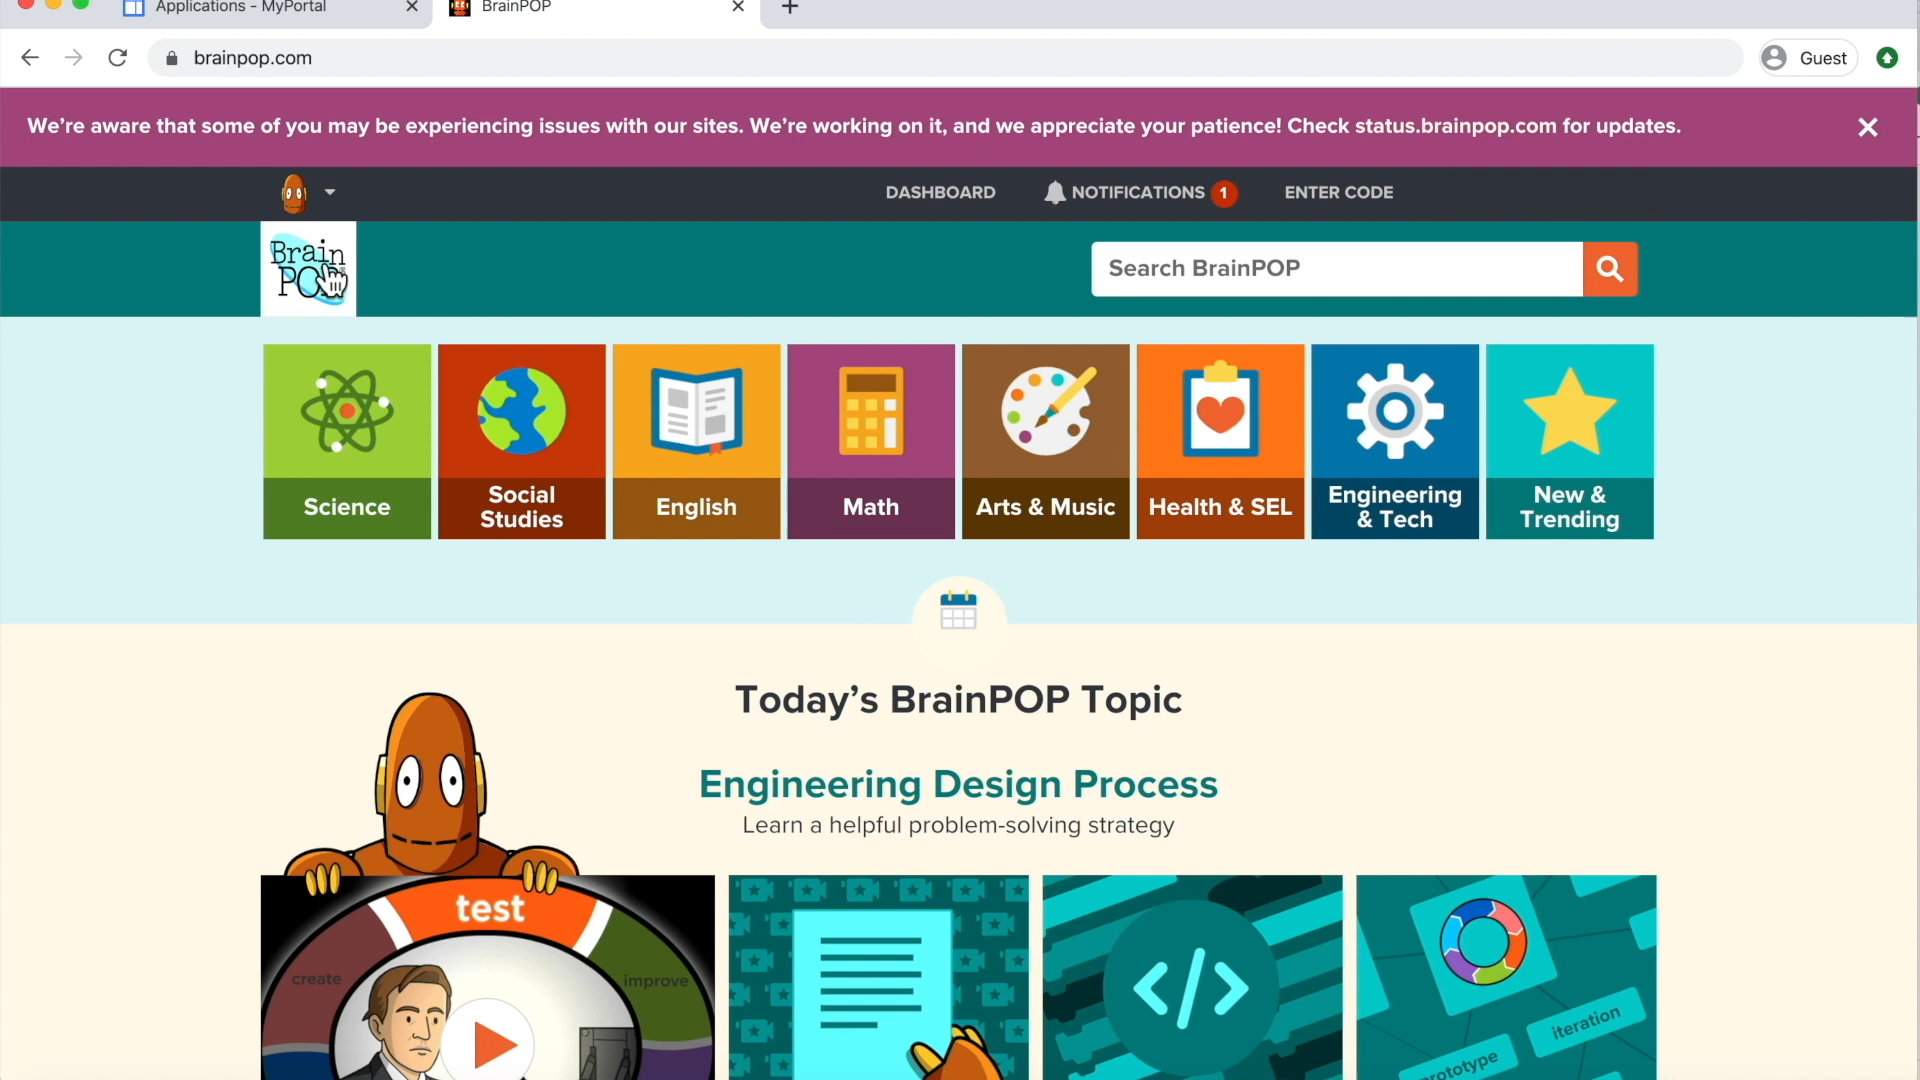 Applications - MyPortal
BrainPOP
brainpop.com
Guest
We’re aware that some of you may be experiencing issues with our sites. We’re working on it, and we appreciate your patience! Check status.brainpop.com for updates.
DASHBOARD
NOTIFICATIONS 1
ENTER CODE
Brain
POP
Search BrainPOP
Science
Social
Studies
English
Math
Arts & Music
Health & SEL
Engineering
& Tech
New &
Trending
Today’s BrainPOP Topic
Engineering Design Process
Learn a helpful problem-solving strategy
test
create
improve
</>
iteration
prototype